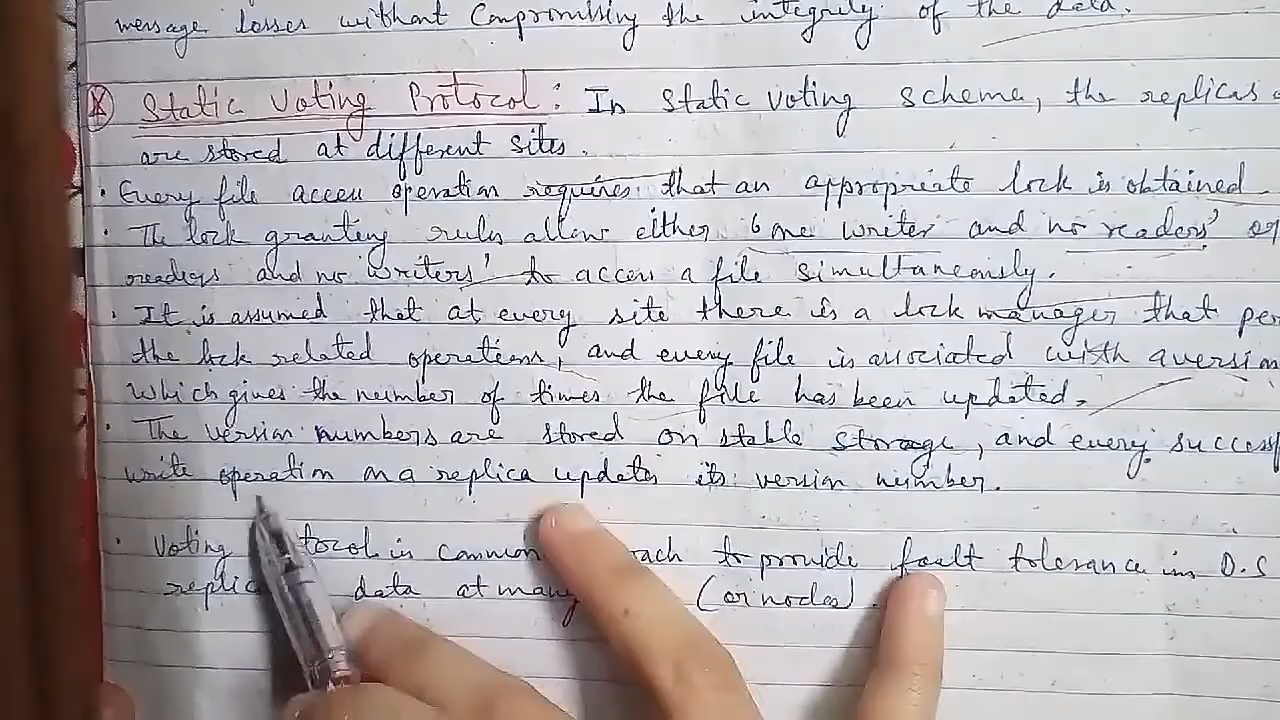 message losses without Compromising the integrity of the data.
Static Voting Protocol : In Static voting scheme, the replicas
are stored at different sites.
• Every file access operation requires that an appropriate lock is obtained
• The lock granting rules allow either 'one writer and no readers' or
readers and no writers' to access a file simultaneously.
• It is assumed that at every site there is a lock manager that per
the lock related operations, and every file is associated with a version
Which gives the number of times the file has been updated.
• The version numbers are stored on stable storage, and every success
write operation on a replica updates its version number.
• Voting tocol is common ach to provide fault tolerance in D.S
replic data at many (or nodes).